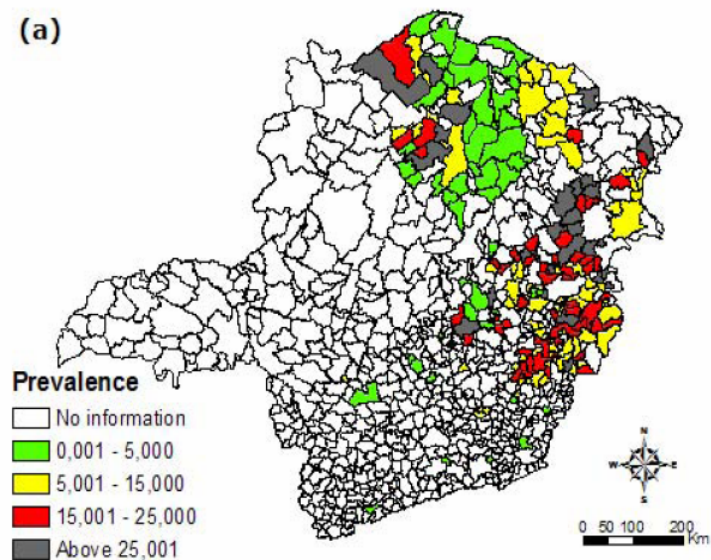 (a)
Prevalence
No information
0,001 - 5,000
5,001 - 15,000
15,001 - 25,000
Above 25,001
N
W E
S
0 50 100 200
Km